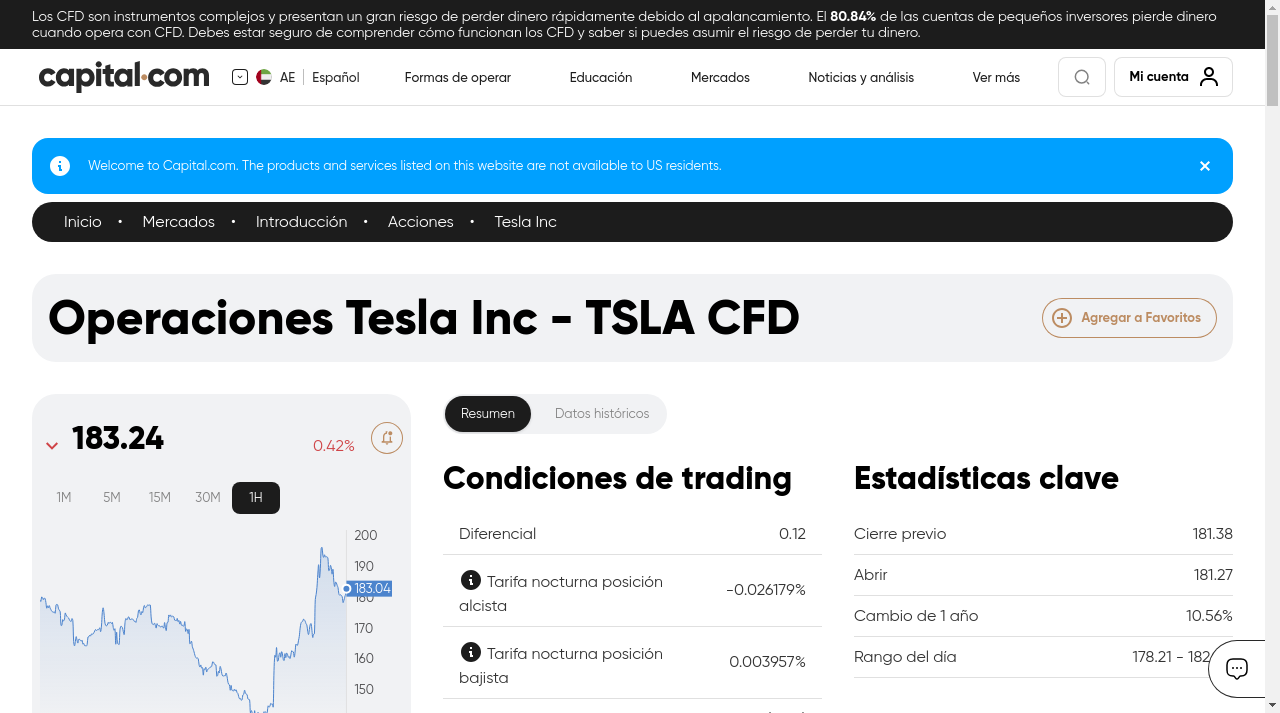 Los CFD son instrumentos complejos y presentan un gran riesgo de perder dinero rápidamente debido al apalancamiento. El 80.84% de las cuentas de pequeños inversores pierde dinero
cuando opera con CFD. Debes estar seguro de comprender cómo funcionan los CFD y saber si puedes asumir el riesgo de perder tu dinero.
capital.com AE Español Formas de operar Educación Mercados Noticias y análisis Ver más Mi cuenta
Welcome to Capital.com. The products and services listed on this website are not available to US residents.
Inicio • Mercados • Introducción • Acciones • Tesla Inc
Operaciones Tesla Inc - TSLA CFD
Agregar a Favoritos
183.24
0.42%
1M 5M 15M 30M 1H
200
190
183.04
180
170
160
150
Resumen Datos históricos
Condiciones de trading
Diferencial 0.12
Tarifa nocturna posición
alcista
-0.026179%
Tarifa nocturna posición
bajista
0.003957%
Estadísticas clave
Cierre previo 181.38
Abrir 181.27
Cambio de 1 año 10.56%
Rango del día 178.21 - 182